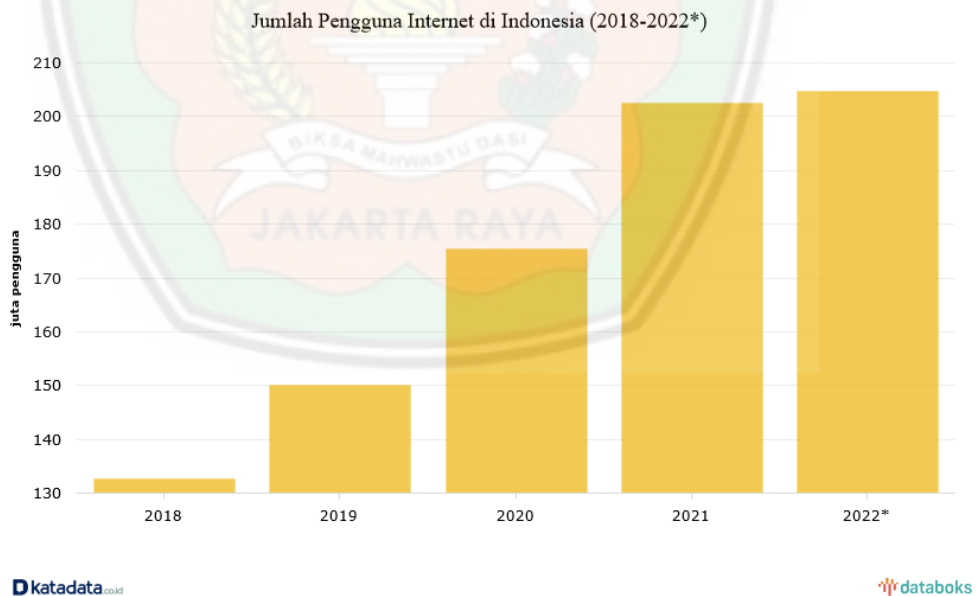 Jumlah Pengguna Internet di Indonesia (2018-2022*)
210
200
190
180
170
160
150
140
130
juta pengguna
BIKSA MAHWASTU DASI
JAKARTA RAYA
2018 2019 2020 2021 2022*
Dkatadata.co.id databoks